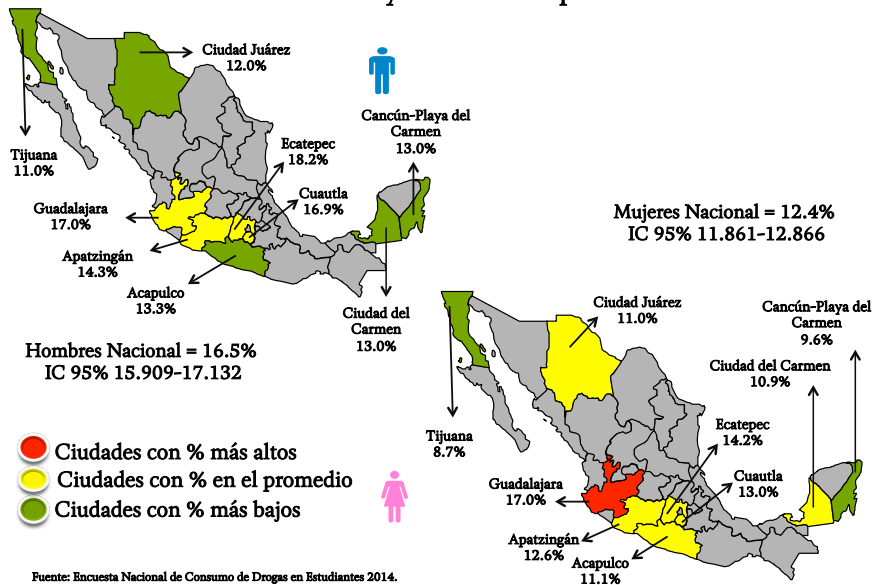 Ciudad Juárez
12.0%
Cancún-Playa del
Carmen
13.0%
Ecatepec
18.2%
Tijuana
11.0%
Cuautla
16.9%
Guadalajara
17.0%
Apatzingán
14.3%
Acapulco
13.3%
Ciudad del
Carmen
13.0%
Hombres Nacional = 16.5%
IC 95% 15.909-17.132
Mujeres Nacional = 12.4%
IC 95% 11.861-12.866
Ciudad Juárez
11.0%
Cancún-Playa del
Carmen
9.6%
Ciudad del Carmen
10.9%
Ecatepec
14.2%
Tijuana
8.7%
Cuautla
13.0%
Guadalajara
17.0%
Apatzingán
12.6%
Acapulco
11.1%
Ciudades con % más altos
Ciudades con % en el promedio
Ciudades con % más bajos
Fuente: Encuesta Nacional de Consumo de Drogas en Estudiantes 2014.